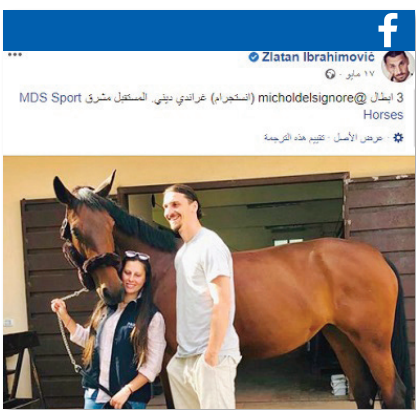 f
Zlatan Ibrahimović
١٧ مايو ·
3 ابطال @micholdelsignore (انستجرام) غراندي ديني. المستقبل مشرق MDS Sport
Horses
عرض الأصل · تقييم هذه الترجمة